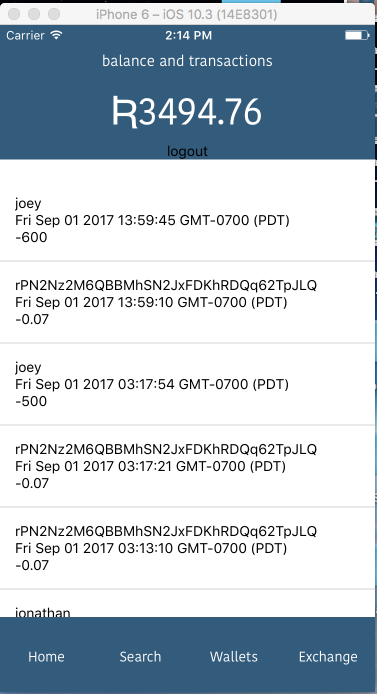 iPhone 6 – iOS 10.3 (14E8301)
Carrier 2:14 PM
balance and transactions
Ʀ3494.76
logout
joey
Fri Sep 01 2017 13:59:45 GMT-0700 (PDT)
-600
rPN2Nz2M6QBBMhSN2JxFDKhRDQq62TpJLQ
Fri Sep 01 2017 13:59:10 GMT-0700 (PDT)
-0.07
joey
Fri Sep 01 2017 03:17:54 GMT-0700 (PDT)
-500
rPN2Nz2M6QBBMhSN2JxFDKhRDQq62TpJLQ
Fri Sep 01 2017 03:17:21 GMT-0700 (PDT)
-0.07
rPN2Nz2M6QBBMhSN2JxFDKhRDQq62TpJLQ
Fri Sep 01 2017 03:13:10 GMT-0700 (PDT)
-0.07
jonathan
Home Search Wallets Exchange